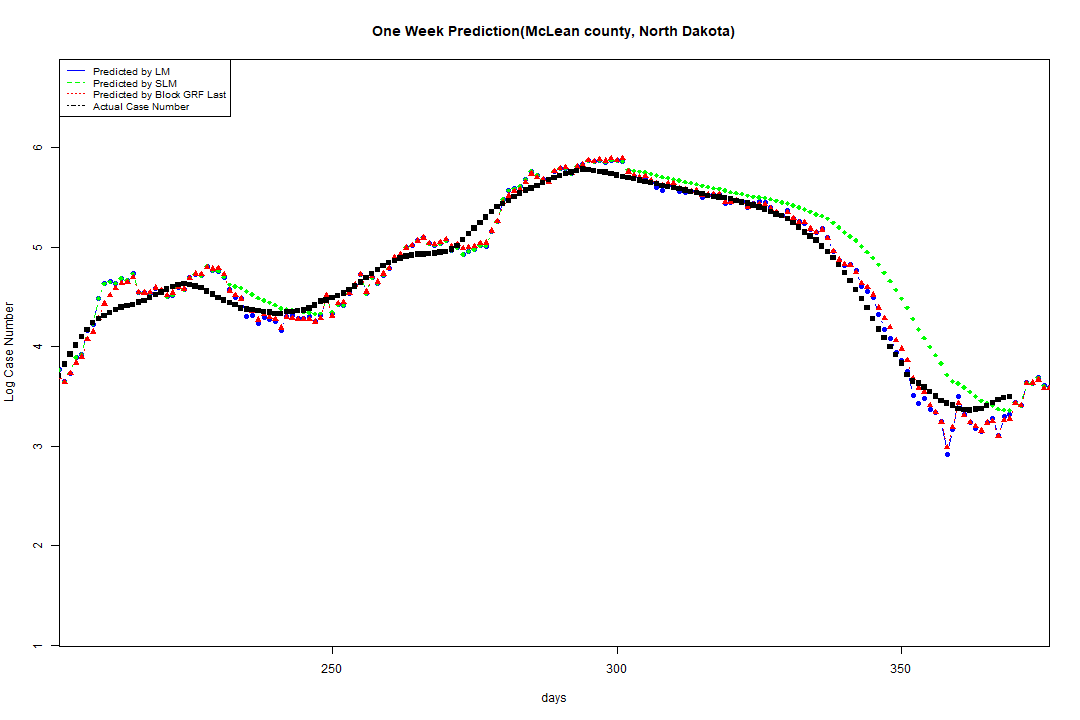 One Week Prediction(McLean county, North Dakota)
Predicted by LM
Predicted by SLM
Predicted by Block GRF Last
Actual Case Number
6
5
4
3
2
1
Log Case Number
250 300 350
days